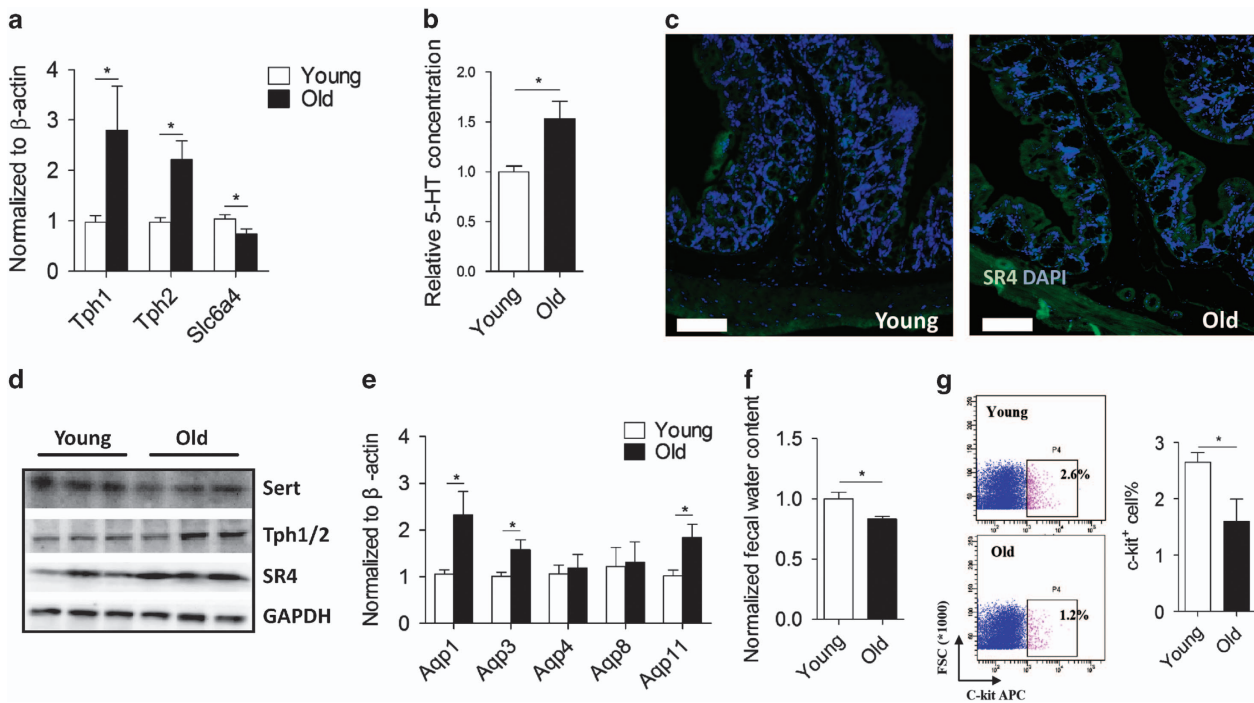 a
Normalized to β-actin
4
3
2
1
0
Young
Old
*
*
*
Tph1
Tph2
Slc6a4
b
Relative 5-HT concentration
2.0
1.5
1.0
0.5
0.0
*
Young
Old
c
Young
SR4 DAPI
Old
d
Young
Old
Sert
Tph1/2
SR4
GAPDH
e
Normalized to β -actin
4
3
2
1
0
Young
Old
*
*
*
Aqp1
Aqp3
Aqp4
Aqp8
Aqp11
f
Normalized fecal water content
1.5
1.0
0.5
0.0
*
Young
Old
g
Young
P4
2.6%
Old
P4
1.2%
FSC (*1000)
C-kit APC
c-kit⁺ cell%
3
2
1
0
*
Young
Old